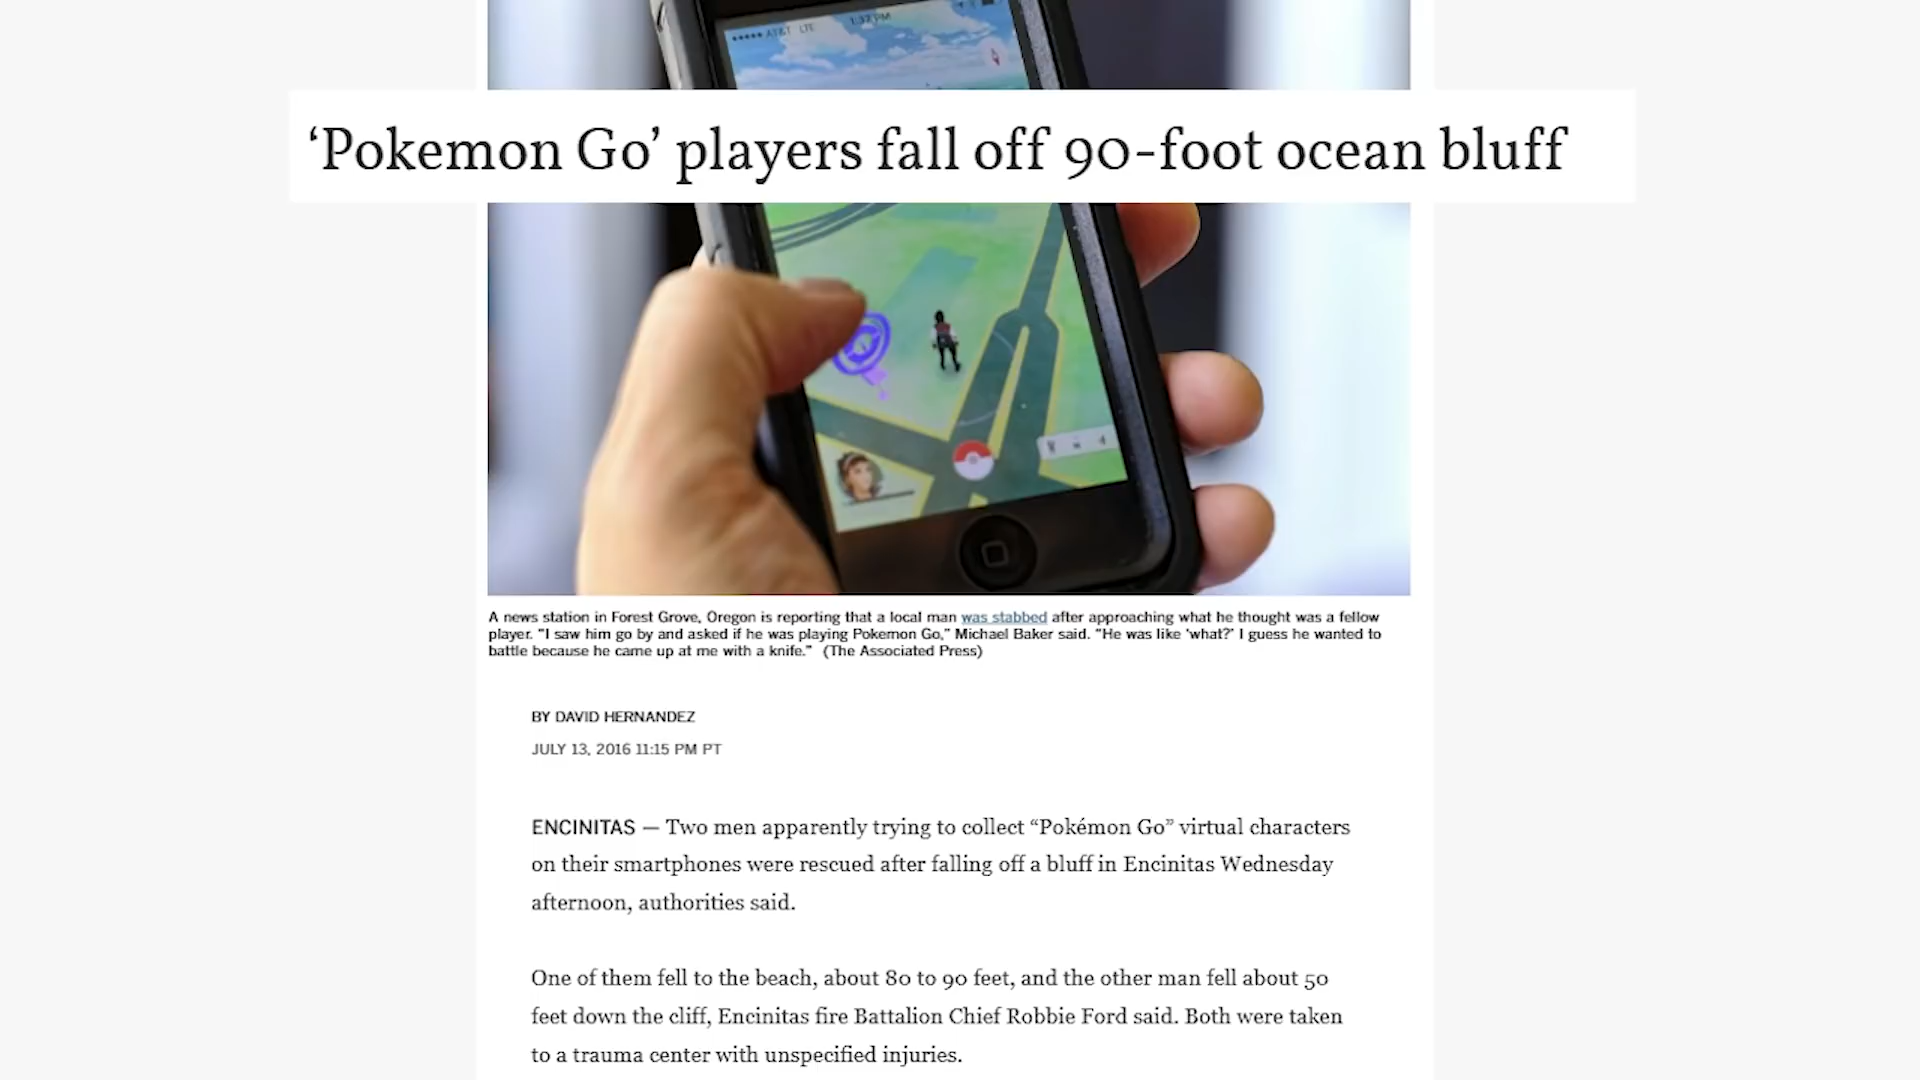 ●●●●● AT&T LTE 1:37 PM
‘Pokemon Go’ players fall off 90-foot ocean bluff
A news station in Forest Grove, Oregon is reporting that a local man was stabbed after approaching what he thought was a fellow
player. “I saw him go by and asked if he was playing Pokemon Go,” Michael Baker said. “He was like ‘what?’ I guess he wanted to
battle because he came up at me with a knife.” (The Associated Press)
BY DAVID HERNANDEZ
JULY 13, 2016 11:15 PM PT
ENCINITAS — Two men apparently trying to collect “Pokémon Go” virtual characters
on their smartphones were rescued after falling off a bluff in Encinitas Wednesday
afternoon, authorities said.
One of them fell to the beach, about 80 to 90 feet, and the other man fell about 50
feet down the cliff, Encinitas fire Battalion Chief Robbie Ford said. Both were taken
to a trauma center with unspecified injuries.